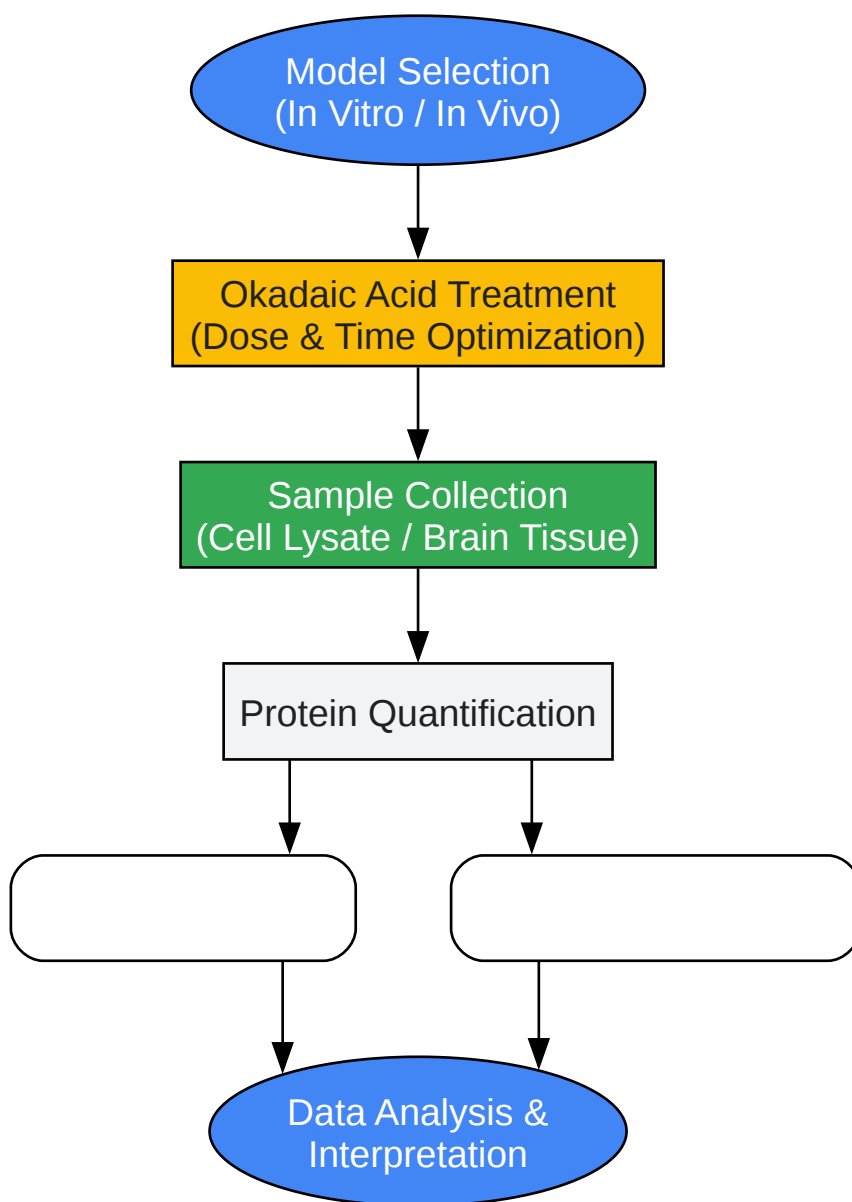 Model Selection
(In Vitro / In Vivo)
Okadaic Acid Treatment
(Dose & Time Optimization)
Sample Collection
(Cell Lysate / Brain Tissue)
Protein Quantification
Data Analysis &
Interpretation